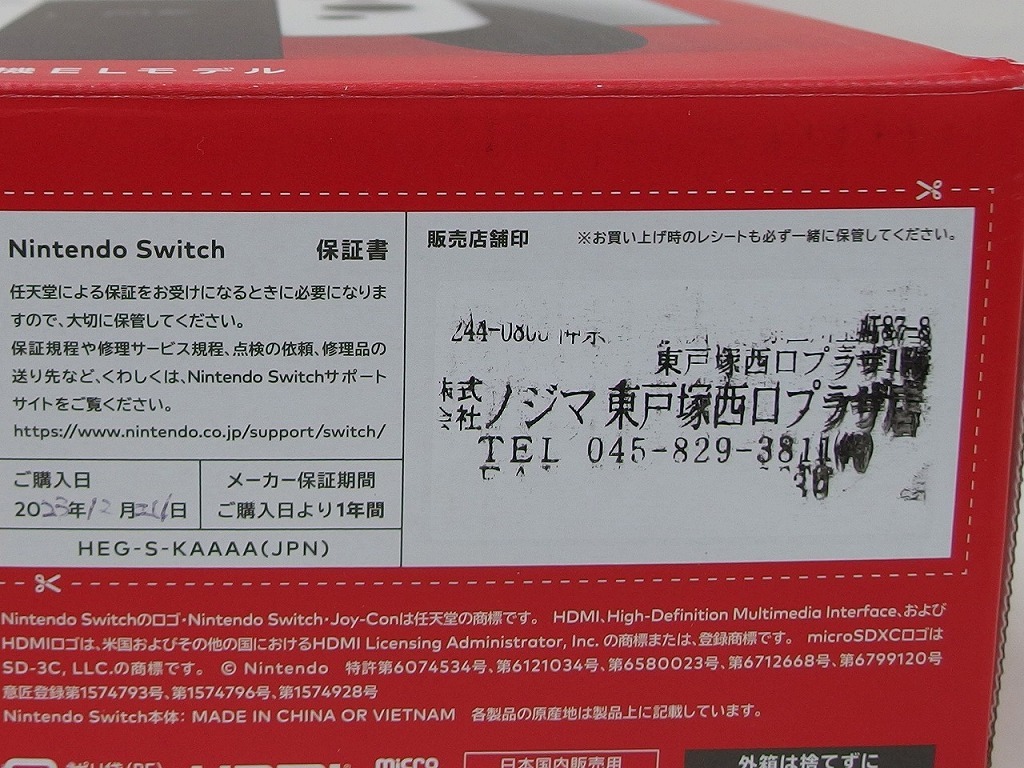 機ELモデル
Nintendo Switch 保証書
任天堂による保証をお受けになるときに必要になりま
すので、大切に保管してください。
保証規程や修理サービス規程、点検の依頼、修理品の
送り先など、くわしくは、Nintendo Switchサポート
サイトをご覧ください。
https://www.nintendo.co.jp/support/switch/
ご購入日
2023年12月 日
メーカー保証期間
ご購入日より1年間
HEG-S-KAAAA(JPN)
販売店舗印 ※お買い上げ時のレシートも必ず一緒に保管してください。
東戸塚西口プラザ
株式会社 ノジマ 東戸塚西口プラザ店
TEL 045-829-3811
Nintendo Switchのロゴ・Nintendo Switch・Joy-Conは任天堂の商標です。 HDMI、High-Definition Multimedia Interface、および
HDMIロゴは、米国およびその他の国におけるHDMI Licensing Administrator, Inc. の商標または、登録商標です。 microSDXCロゴは
SD-3C, LLC.の商標です。 © Nintendo 特許第6074534号、第6121034号、第6580023号、第6712668号、第6799120号
意匠登録第1574793号、第1574796号、第1574928号
Nintendo Switch本体: MADE IN CHINA OR VIETNAM 各製品の原産地は製品上に記載しています。
micro
日本国内販売用
外箱は捨てずに